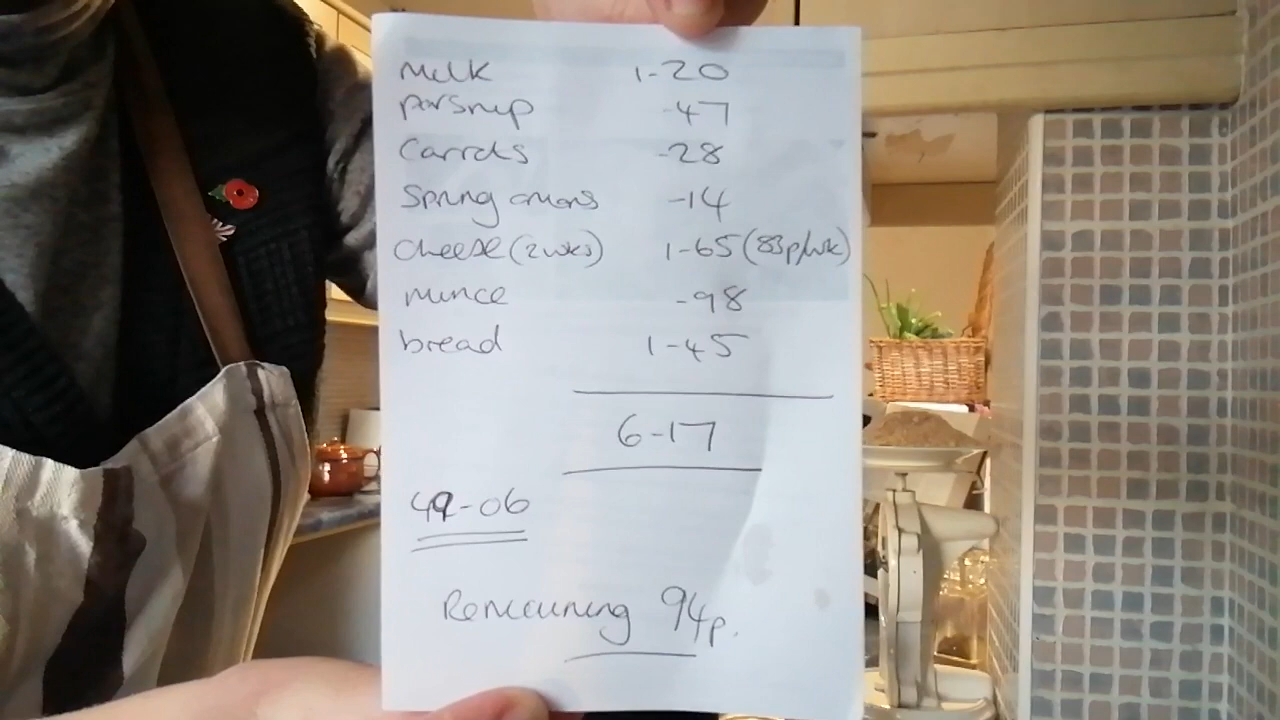 Milk 1-20
parsnip -47
Carrots -28
Spring onions -14
cheese (2wks) 1-65 (83p/wk)
mince -98
bread 1-45
6-17
49-06
Remaining 94p.